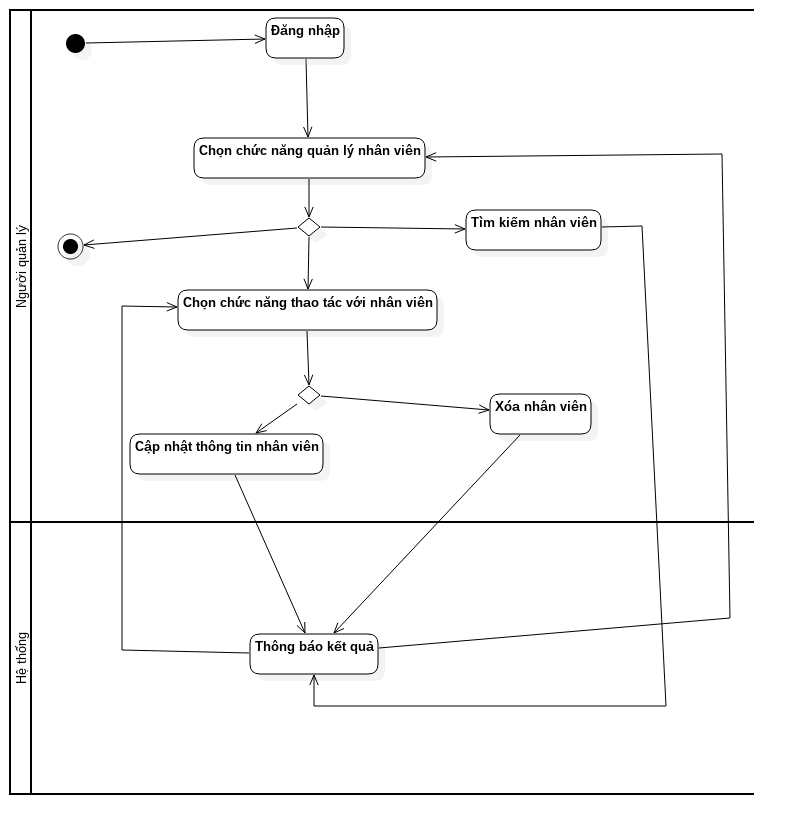 Đăng nhập
Chọn chức năng quản lý nhân viên
Tìm kiếm nhân viên
Người quản lý
Chọn chức năng thao tác với nhân viên
Xóa nhân viên
Cập nhật thông tin nhân viên
Thông báo kết quả
Hệ thống